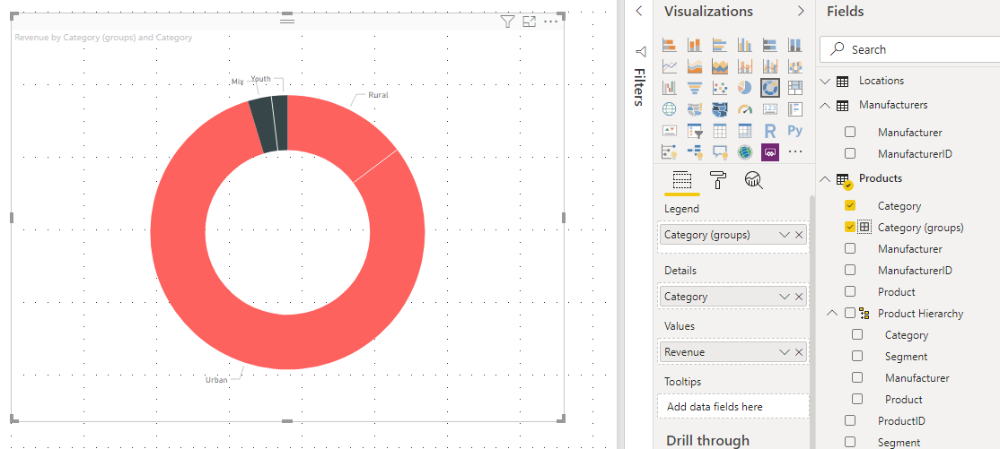 Revenue by Category (groups) and Category
Mix
Youth
Rural
Urban
Filters
Visualizations
123
R
Py
Legend
Category (groups)
Details
Category
Values
Revenue
Tooltips
Add data fields here
Drill through
Fields
Search
Locations
Manufacturers
Manufacturer
ManufacturerID
Products
Category
Category (groups)
Manufacturer
ManufacturerID
Product
Product Hierarchy
Category
Segment
Manufacturer
Product
ProductID
Segment